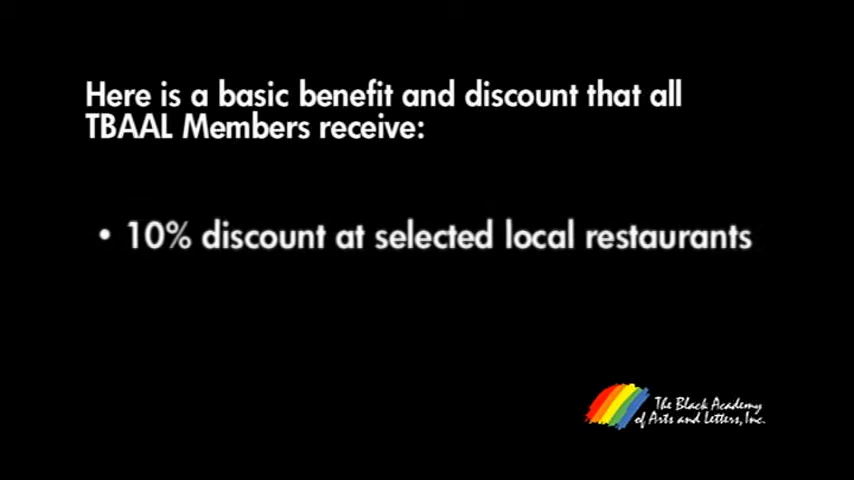 Here is a basic benefit and discount that all
TBAAL Members receive:
• 10% discount at selected local restaurants
The Black Academy
of Arts and Letters, Inc.